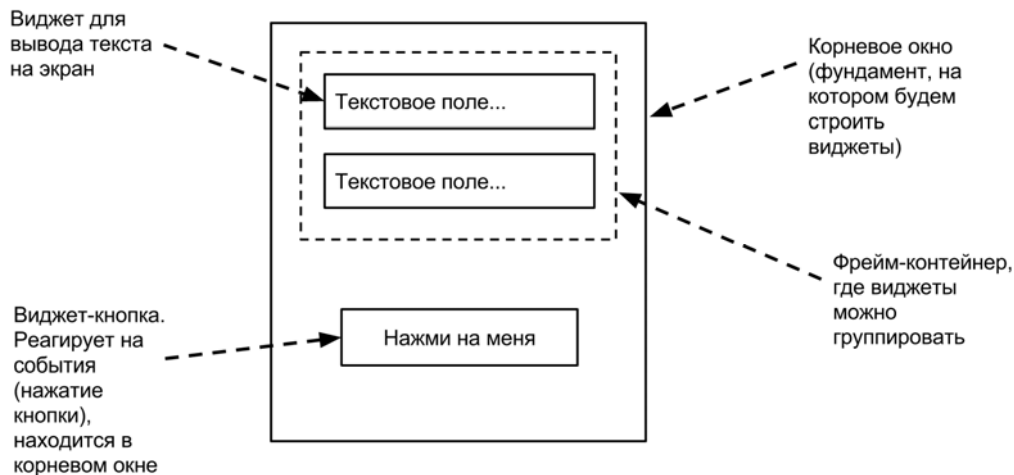 Виджет для
вывода текста
на экран
Текстовое поле...
Текстовое поле...
Корневое окно
(фундамент, на
котором будем
строить
виджеты)
Фрейм-контейнер,
где виджеты
можно
группировать
Виджет-кнопка.
Реагирует на
события
(нажатие
кнопки),
находится в
корневом окне
Нажми на меня